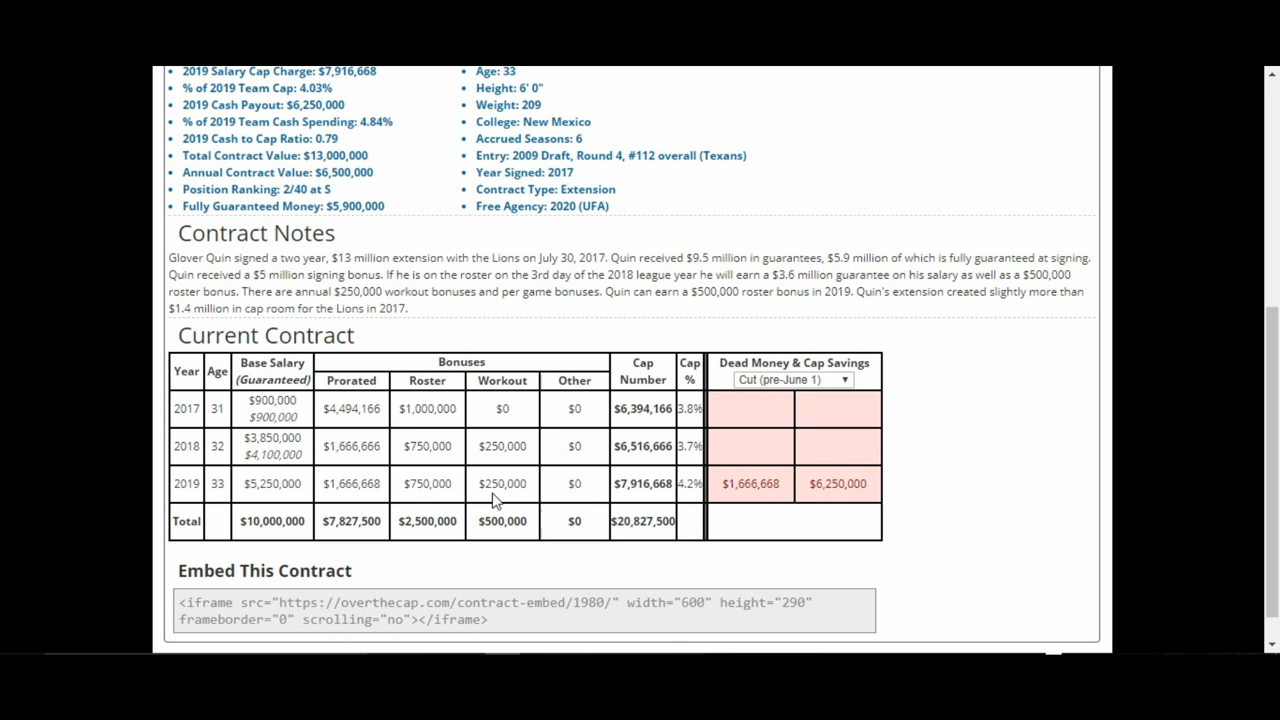 2019 Salary Cap Charge: $7,916,668
% of 2019 Team Cap: 4.03%
2019 Cash Payout: $6,250,000
% of 2019 Team Cash Spending: 4.84%
2019 Cash to Cap Ratio: 0.79
Total Contract Value: $13,000,000
Annual Contract Value: $6,500,000
Position Ranking: 2/40 at S
Fully Guaranteed Money: $5,900,000
Age: 33
Height: 6' 0"
Weight: 209
College: New Mexico
Accrued Seasons: 6
Entry: 2009 Draft, Round 4, #112 overall (Texans)
Year Signed: 2017
Contract Type: Extension
Free Agency: 2020 (UFA)
Contract Notes
Glover Quin signed a two year, $13 million extension with the Lions on July 30, 2017. Quin received $9.5 million in guarantees, $5.9 million of which is fully guaranteed at signing.
Quin received a $5 million signing bonus. If he is on the roster on the 3rd day of the 2018 league year he will earn a $3.6 million guarantee on his salary as well as a $500,000
roster bonus. There are annual $250,000 workout bonuses and per game bonuses. Quin can earn a $500,000 roster bonus in 2019. Quin's extension created slightly more than
$1.4 million in cap room for the Lions in 2017.
Current Contract
Year Age Base Salary (Guaranteed) Bonuses Cap Number Cap % Dead Money & Cap Savings
Prorated Roster Workout Other Cut (pre-June 1)
2017 31 $900,000 $900,000 $4,494,166 $1,000,000 $0 $0 $6,394,166 3.8%
2018 32 $3,850,000 $4,100,000 $1,666,666 $750,000 $250,000 $0 $6,516,666 3.7%
2019 33 $5,250,000 $1,666,668 $750,000 $250,000 $0 $7,916,668 4.2% $1,666,668 $6,250,000
Total $10,000,000 $7,827,500 $2,500,000 $500,000 $0 $20,827,500
Embed This Contract
<iframe src="https://overthecap.com/contract-embed/1980/" width="600" height="290"
frameborder="0" scrolling="no"></iframe>